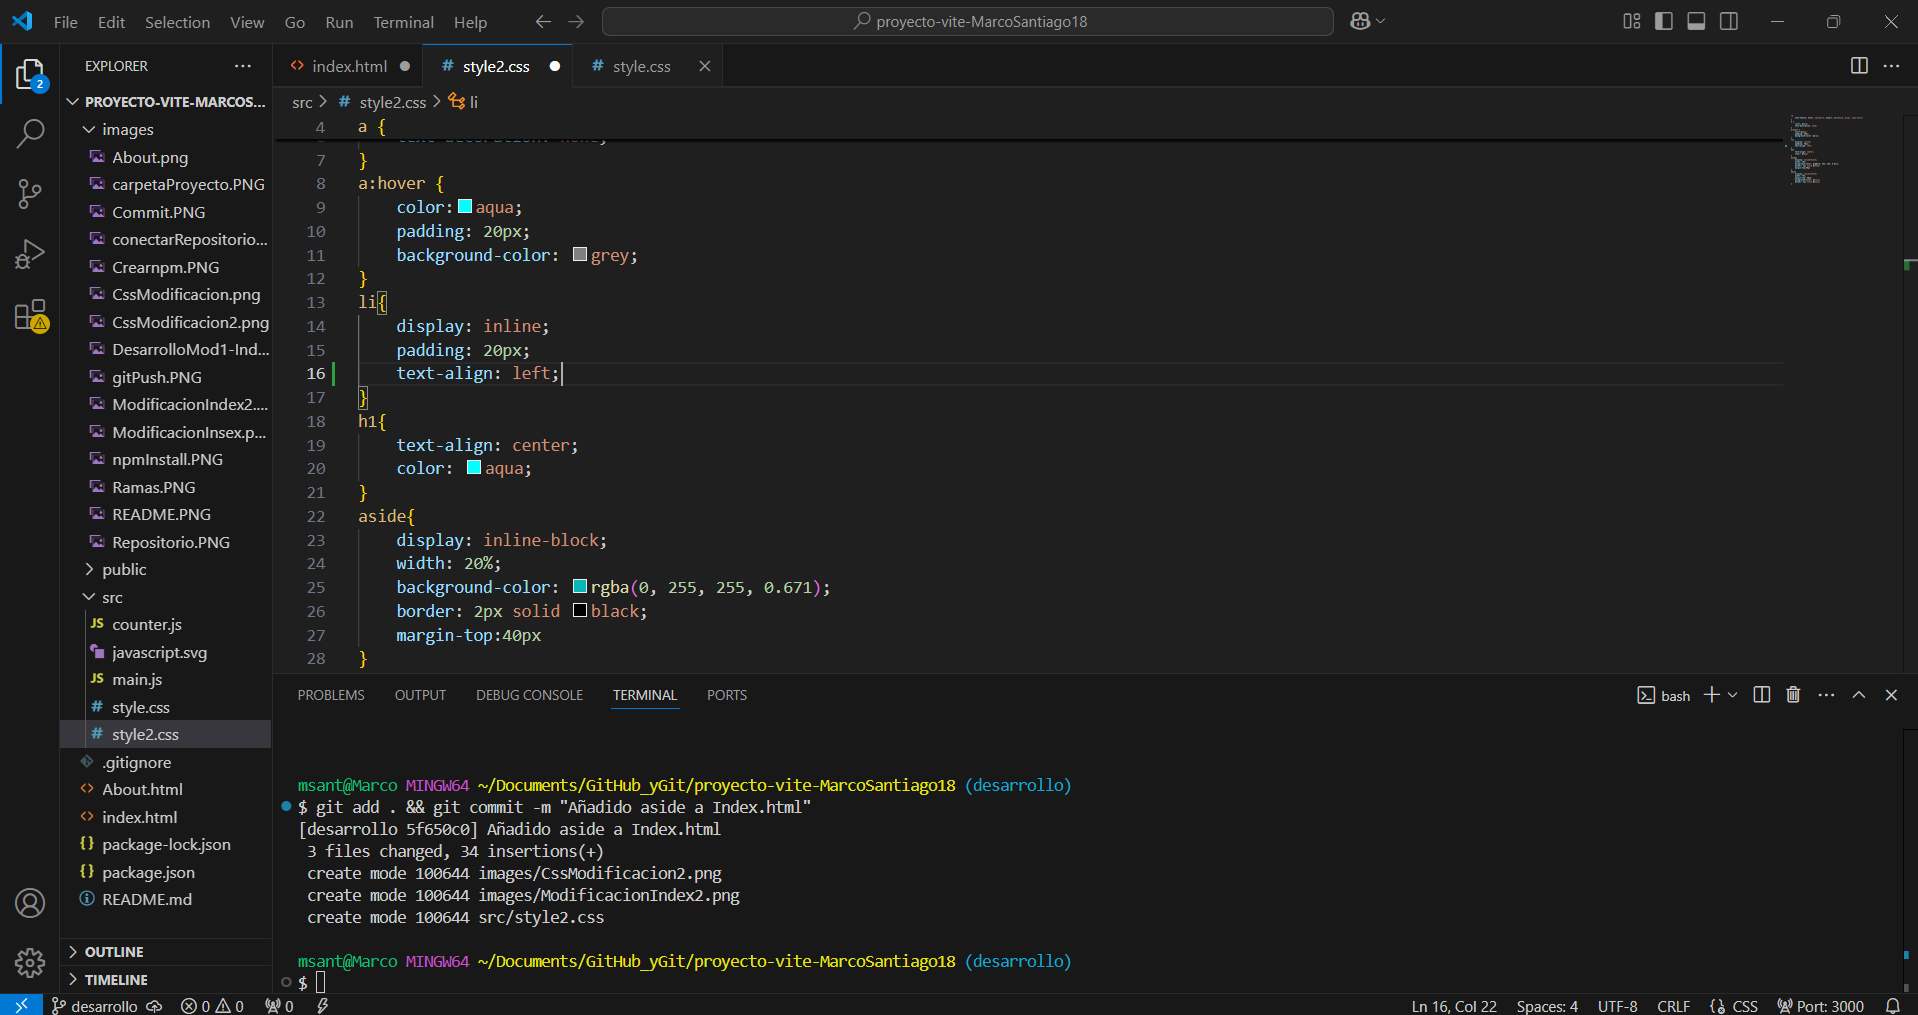 File Edit Selection View Go Run Terminal Help
proyecto-vite-MarcoSantiago18
EXPLORER
index.html
style2.css
style.css
2
PROYECTO-VITE-MARCOS...
images
About.png
carpetaProyecto.PNG
Commit.PNG
conectarRepositorio...
Crearnpm.PNG
CssModificacion.png
CssModificacion2.png
DesarrolloMod1-Ind...
gitPush.PNG
ModificacionIndex2....
ModificacionInsex.p...
npmInstall.PNG
Ramas.PNG
README.PNG
Repositorio.PNG
public
src
JS counter.js
javascript.svg
JS main.js
# style.css
# style2.css
.gitignore
About.html
index.html
package-lock.json
package.json
README.md
OUTLINE
TIMELINE
src > # style2.css > li
4 a {
7 }
8 a:hover {
9 color: aqua;
10 padding: 20px;
11 background-color: grey;
12 }
13 li{
14 display: inline;
15 padding: 20px;
16 text-align: left;
17 }
18 h1{
19 text-align: center;
20 color: aqua;
21 }
22 aside{
23 display: inline-block;
24 width: 20%;
25 background-color: rgba(0, 255, 255, 0.671);
26 border: 2px solid black;
27 margin-top:40px
28 }
PROBLEMS OUTPUT DEBUG CONSOLE TERMINAL PORTS
bash
msant@Marco MINGW64 ~/Documents/GitHub_yGit/proyecto-vite-MarcoSantiago18 (desarrollo)
$ git add . && git commit -m "Añadido aside a Index.html"
[desarrollo 5f650c0] Añadido aside a Index.html
3 files changed, 34 insertions(+)
create mode 100644 images/CssModificacion2.png
create mode 100644 images/ModificacionIndex2.png
create mode 100644 src/style2.css
msant@Marco MINGW64 ~/Documents/GitHub_yGit/proyecto-vite-MarcoSantiago18 (desarrollo)
$
desarrollo 0 0 0
Ln 16, Col 22 Spaces: 4 UTF-8 CRLF {} CSS Port: 3000